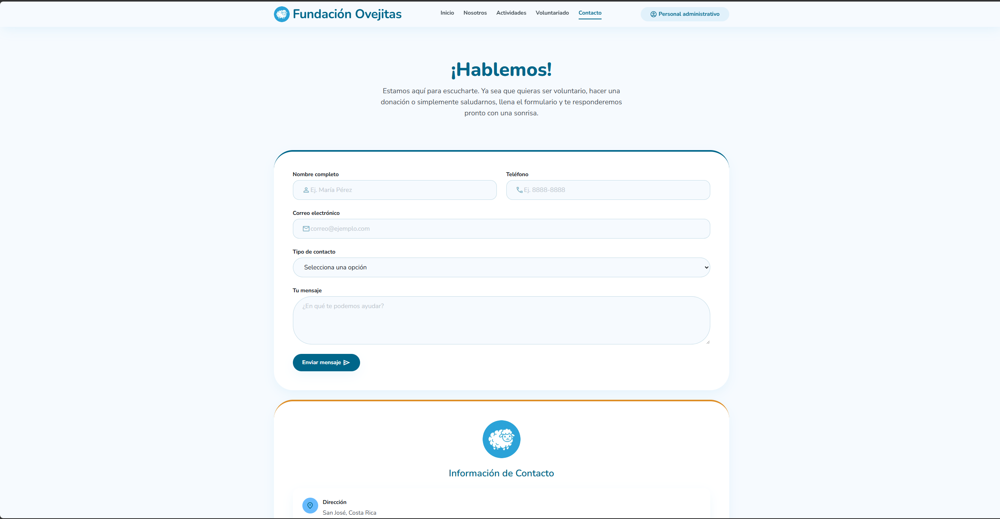 Fundación Ovejitas
Inicio
Nosotros
Actividades
Voluntariado
Contacto
Personal administrativo
¡Hablemos!
Estamos aquí para escucharte. Ya sea que quieras ser voluntario, hacer una
donación o simplemente saludarnos, llena el formulario y te responderemos
pronto con una sonrisa.
Nombre completo
Ej. María Pérez
Teléfono
Ej. 8888-8888
Correo electrónico
correo@ejemplo.com
Tipo de contacto
Selecciona una opción
Tu mensaje
¿En qué te podemos ayudar?
Enviar mensaje
Información de Contacto
Dirección
San José, Costa Rica